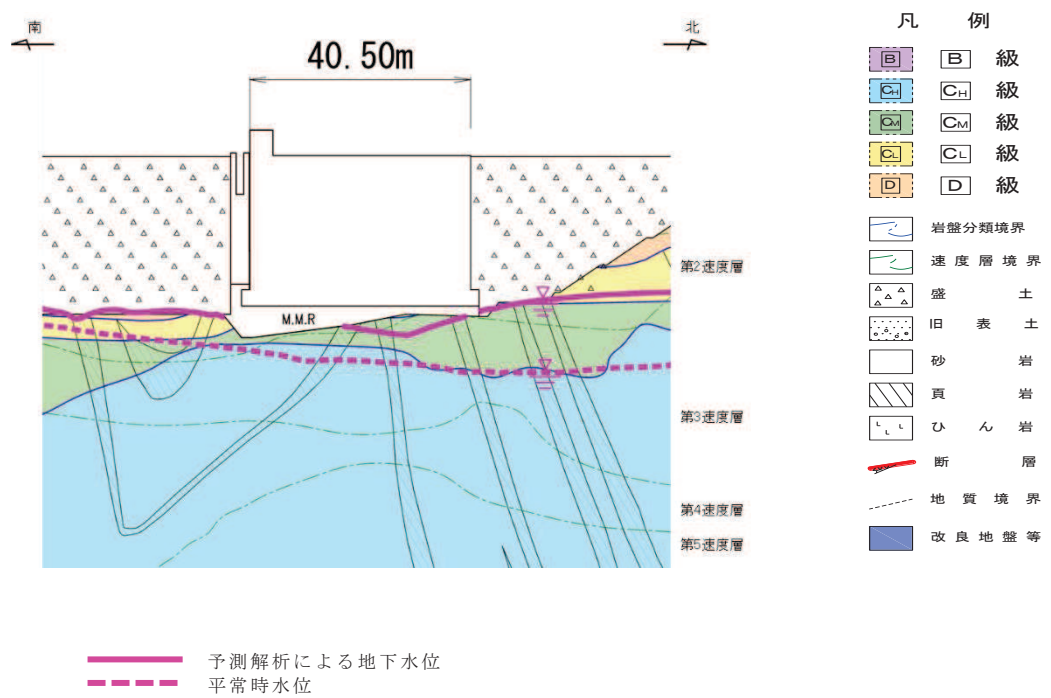 南
北
40.50m
M.M.R
第2速度層
第3速度層
第4速度層
第5速度層
凡 例
B B 級
CH CH 級
CM CM 級
CL CL 級
D D 級
岩盤分類境界
速度層境界
盛土
旧表土
砂岩
頁岩
ひん岩
断層
地質境界
改良地盤等
予測解析による地下水位
平常時水位